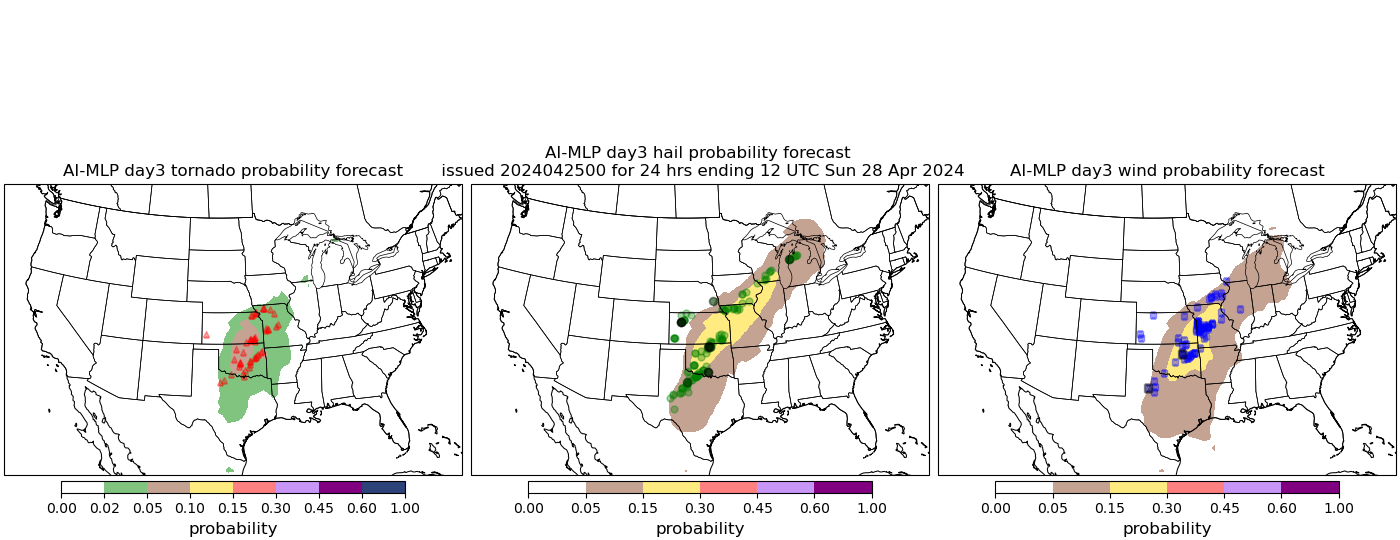 AI-MLP day3 hail probability forecast
AI-MLP day3 tornado probability forecast
issued 2024042500 for 24 hrs ending 12 UTC Sun 28 Apr 2024
AI-MLP day3 wind probability forecast
0.00 0.02 0.05 0.10 0.15 0.30 0.45 0.60 1.00
0.00 0.05 0.15 0.30 0.45 0.60 1.00
0.00 0.05 0.15 0.30 0.45 0.60 1.00
probability
probability
probability